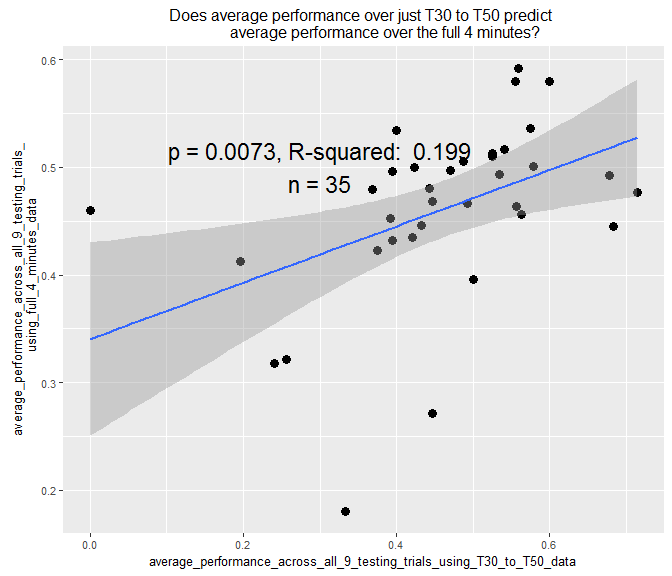 Does average performance over just T30 to T50 predict
average performance over the full 4 minutes?
0.6
0.5
0.4
0.3
0.2
p = 0.0073, R-squared: 0.199
n = 35
average_performance_across_all_9_testing_trials_
using_full_4_minutes_data
0.0
0.2
0.4
0.6
average_performance_across_all_9_testing_trials_using_T30_to_T50_data